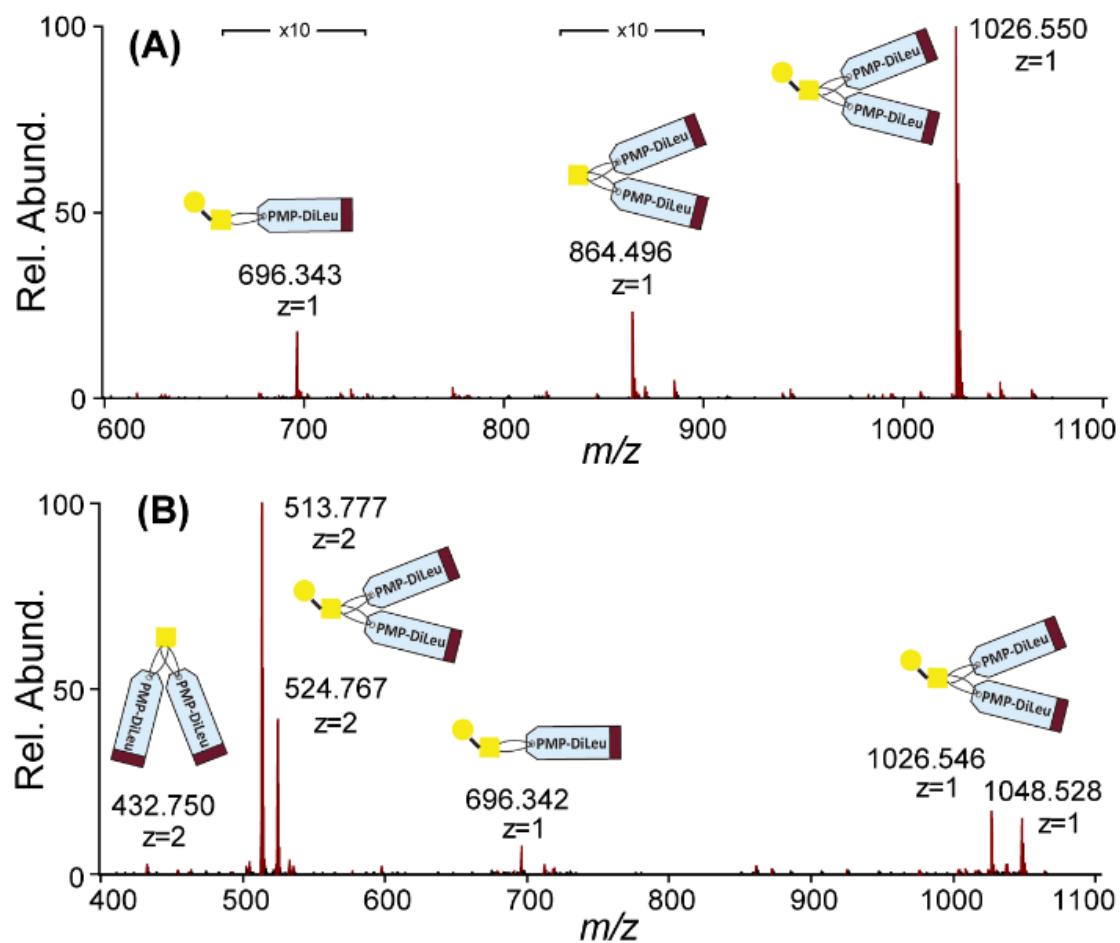 100
(A)
x10
x10
1026.550
z=1
PMP-DiLeu
PMP-DiLeu
PMP-DiLeu
PMP-DiLeu
PMP-DiLeu
Rel. Abund.
50
696.343
z=1
864.496
z=1
0
600
700
800
900
1000
1100
m/z
100
(B)
513.777
z=2
PMP-DiLeu
PMP-DiLeu
524.767
z=2
Rel. Abund.
50
PMP-DiLeu
PMP-DiLeu
432.750
z=2
PMP-DiLeu
696.342
z=1
PMP-DiLeu
PMP-DiLeu
1026.546
z=1
1048.528
z=1
0
400
500
600
700
800
900
1000
1100
m/z